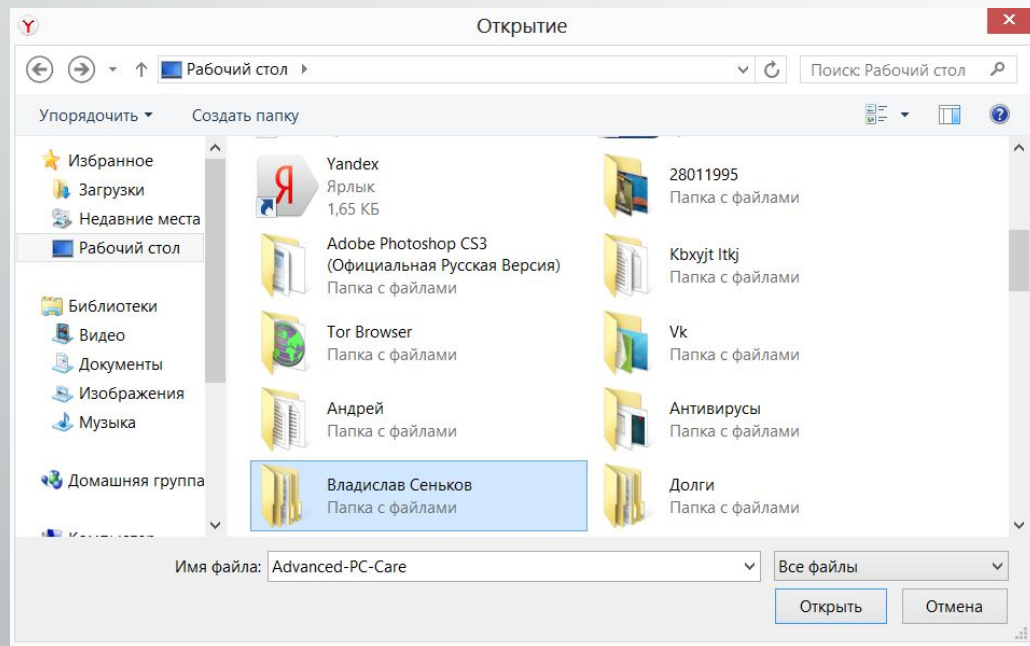 Открытие
Рабочий стол
Поиск: Рабочий стол
Упорядочить
Создать папку
Избранное
Загрузки
Недавние места
Рабочий стол
Библиотеки
Видео
Документы
Изображения
Музыка
Домашняя группа
Yandex
Ярлык
1,65 КБ
28011995
Папка с файлами
Adobe Photoshop CS3
(Официальная Русская Версия)
Папка с файлами
Kbxyjt ltkj
Папка с файлами
Tor Browser
Папка с файлами
Vk
Папка с файлами
Андрей
Папка с файлами
Антивирусы
Папка с файлами
Владислав Сеньков
Папка с файлами
Долги
Папка с файлами
Имя файла:
Advanced-PC-Care
Все файлы
Открыть
Отмена